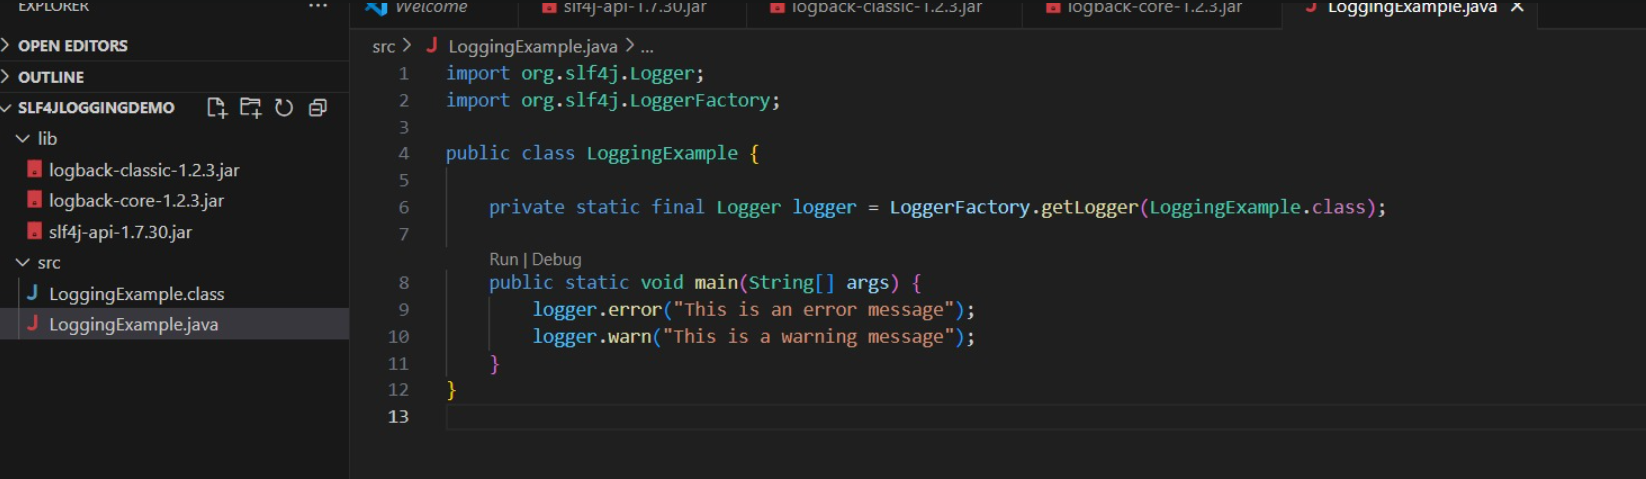 EXPLORER ...
OPEN EDITORS
OUTLINE
SLF4JLOGGINGDEMO
lib
logback-classic-1.2.3.jar
logback-core-1.2.3.jar
slf4j-api-1.7.30.jar
src
J LoggingExample.class
J LoggingExample.java
Welcome
slf4j-api-1.7.30.jar
logback-classic-1.2.3.jar
logback-core-1.2.3.jar
J LoggingExample.java ×
src > J LoggingExample.java > ...
1 import org.slf4j.Logger;
2 import org.slf4j.LoggerFactory;
3
4 public class LoggingExample {
5
6 private static final Logger logger = LoggerFactory.getLogger(LoggingExample.class);
7
Run | Debug
8 public static void main(String[] args) {
9 logger.error("This is an error message");
10 logger.warn("This is a warning message");
11 }
12 }
13